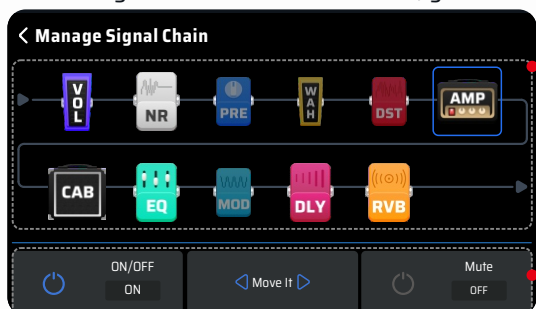 Manage Signal Chain
VOL
NR
PRE
WAH
DST
AMP
CAB
EQ
MOD
DLY
RVB
ON/OFF
ON
Move It
Mute
OFF